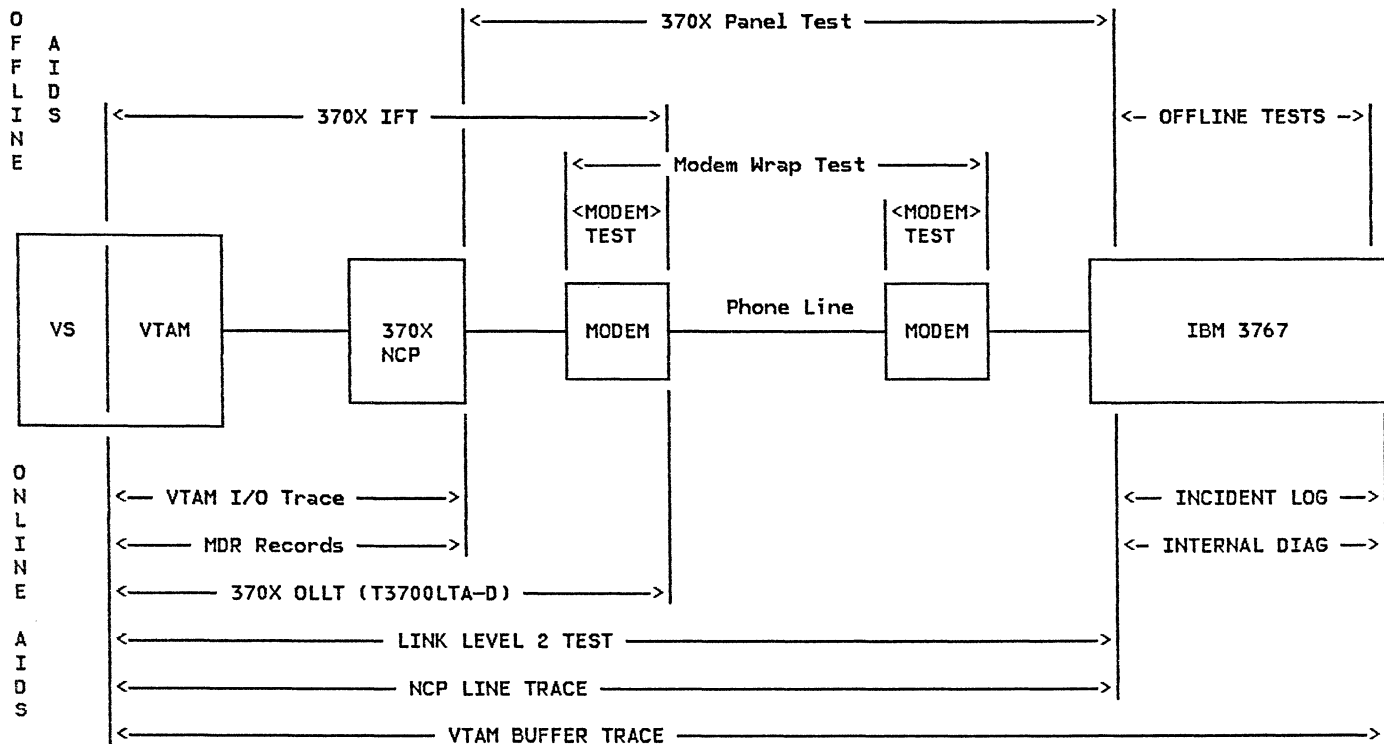 OFFLINE
AIDS
370X Panel Test
370X IFT
OFFLINE TESTS
Modem Wrap Test
<MODEM>
TEST
<MODEM>
TEST
VS
VTAM
370X
NCP
MODEM
Phone Line
MODEM
IBM 3767
ONLINE
AIDS
VTAM I/O Trace
INCIDENT LOG
MDR Records
INTERNAL DIAG
370X OLLT (T3700LTA-D)
LINK LEVEL 2 TEST
NCP LINE TRACE
VTAM BUFFER TRACE